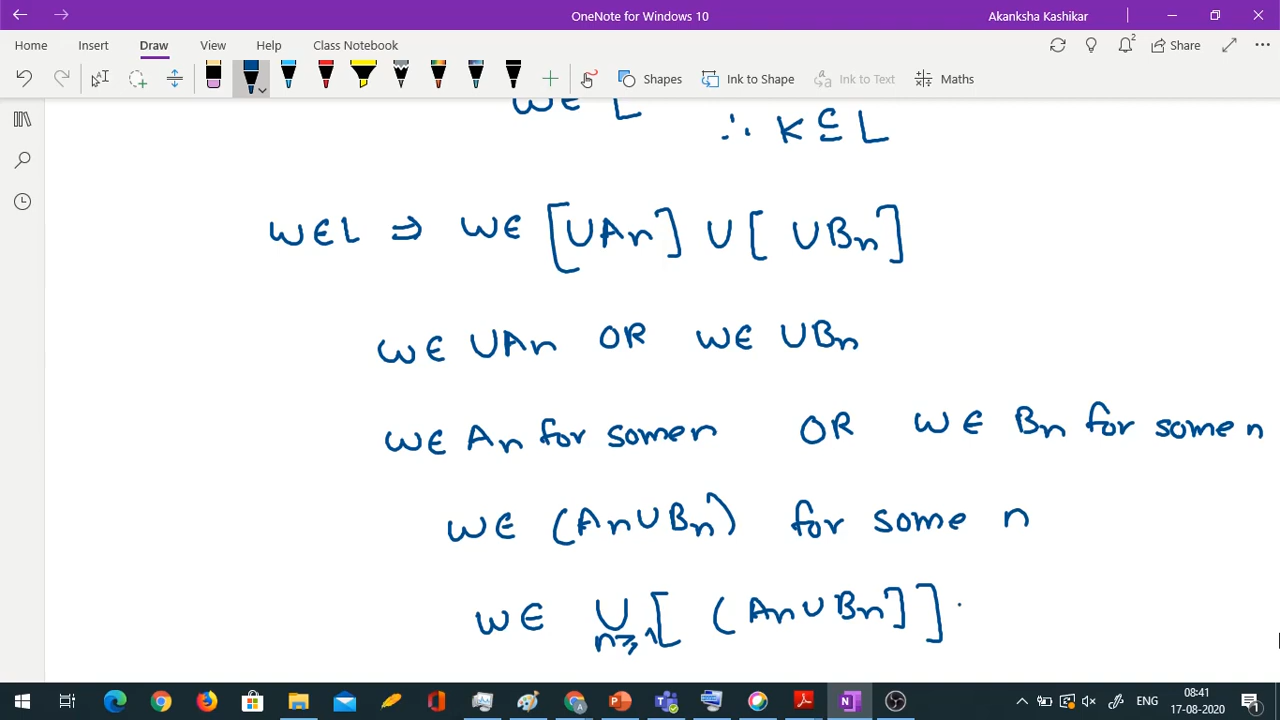 OneNote for Windows 10
Akanksha Kashikar
Home Insert Draw View Help Class Notebook
Share
Shapes Ink to Shape Ink to Text Maths
ω ∈ L
∴ K ⊆ L
ω ∈ L ⇒ ω ∈ [∪An] ∪ [∪Bn]
ω ∈ ∪An OR ω ∈ ∪Bn
ω ∈ An for some n OR ω ∈ Bn for some n
ω ∈ (An∪Bn) for some n
ω ∈ ∪ [ (An∪Bn] ]
n≥1
ENG
08:41
17-08-2020
1